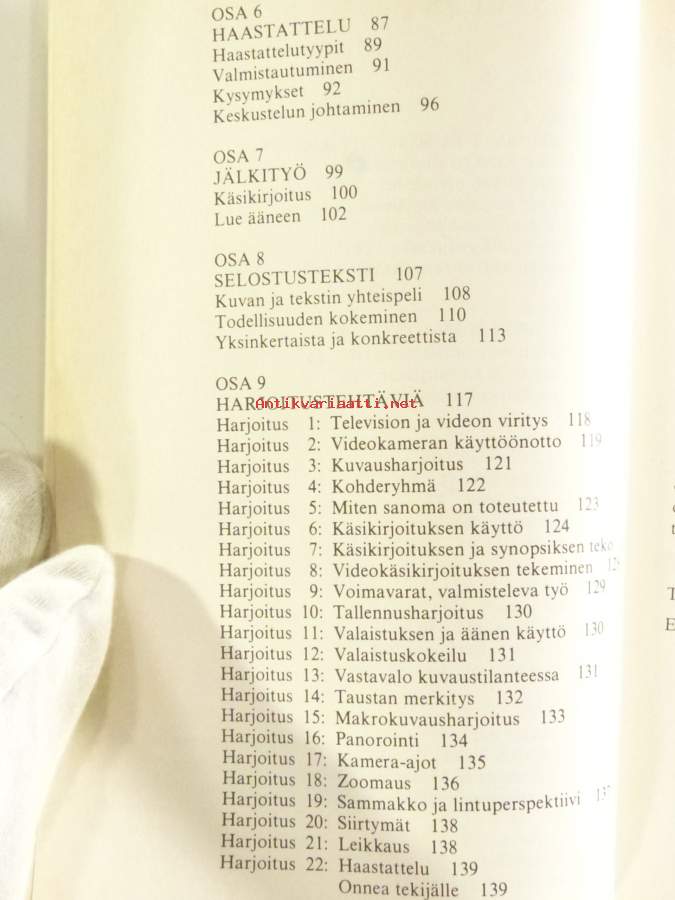 OSA 6
HAASTATTELU 87
Haastattelutyypit 89
Valmistautuminen 91
Kysymykset 92
Keskustelun johtaminen 96
OSA 7
JÄLKITYÖ 99
Käsikirjoitus 100
Lue ääneen 102
OSA 8
SELOSTUSTEKSTI 107
Kuvan ja tekstin yhteispeli 108
Todellisuuden kokeminen 110
Yksinkertaista ja konkreettista 113
OSA 9
HARJOITUSTEHTÄVIÄ 117
Antikvariaatti.net
Harjoitus 1: Television ja videon viritys 118
Harjoitus 2: Videokameran käyttöönotto 119
Harjoitus 3: Kuvausharjoitus 121
Harjoitus 4: Kohderyhmä 122
Harjoitus 5: Miten sanoma on toteutettu 123
Harjoitus 6: Käsikirjoituksen käyttö 124
Harjoitus 7: Käsikirjoituksen ja synopsiksen
Harjoitus 8: Videokäsikirjoituksen tekeminen
Harjoitus 9: Voimavarat, valmisteleva työ 129
Harjoitus 10: Tallennusharjoitus 130
Harjoitus 11: Valaistuksen ja äänen käyttö 130
Harjoitus 12: Valaistuskokeilu 131
Harjoitus 13: Vastavalo kuvaustilanteessa 131
Harjoitus 14: Taustan merkitys 132
Harjoitus 15: Makrokuvausharjoitus 133
Harjoitus 16: Panorointi 134
Harjoitus 17: Kamera-ajot 135
Harjoitus 18: Zoomaus 136
Harjoitus 19: Sammakko ja lintuperspektiivi
Harjoitus 20: Siirtymät 138
Harjoitus 21: Leikkaus 138
Harjoitus 22: Haastattelu 139
Onnea tekijälle 139